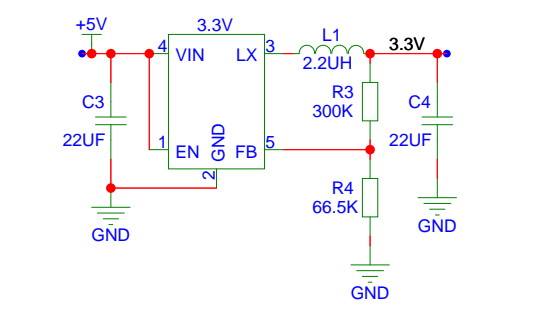 +5V
3.3V
4
VIN
LX
3
L1
2.2UH
3.3V
C3
22UF
R3
300K
C4
22UF
1
EN
GND
FB
5
2
R4
66.5K
GND
GND
GND